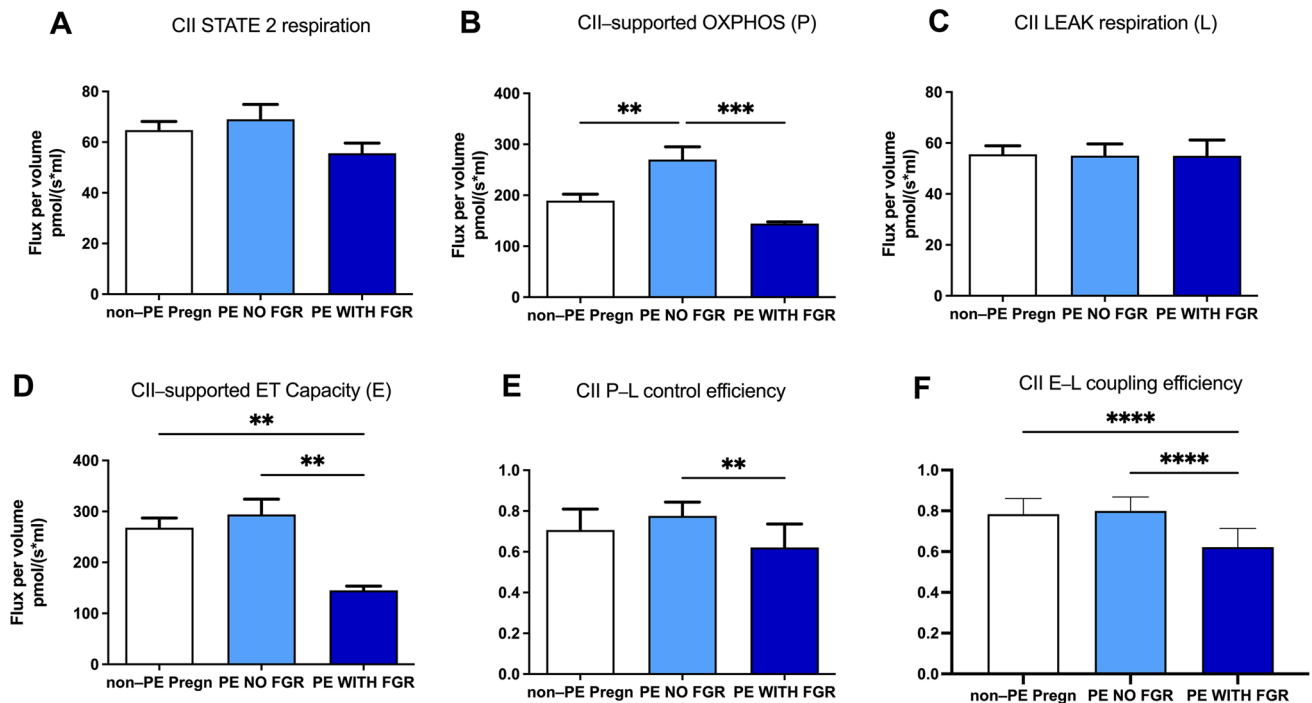 A
CII STATE 2 respiration
Flux per volume
pmol/(s*ml)
80
60
40
20
0
non–PE Pregn
PE NO FGR
PE WITH FGR
B
CII–supported OXPHOS (P)
Flux per volume
pmol/(s*ml)
400
300
200
100
0
**
***
non–PE Pregn
PE NO FGR
PE WITH FGR
C
CII LEAK respiration (L)
Flux per volume
pmol/(s*ml)
80
60
40
20
0
non–PE Pregn
PE NO FGR
PE WITH FGR
D
CII–supported ET Capacity (E)
Flux per volume
pmol/(s*ml)
400
300
200
100
0
**
**
non–PE Pregn
PE NO FGR
PE WITH FGR
E
CII P–L control efficiency
1.0
0.8
0.6
0.4
0.2
0.0
**
non–PE Pregn
PE NO FGR
PE WITH FGR
F
CII E–L coupling efficiency
1.0
0.8
0.6
0.4
0.2
0.0
****
****
non–PE Pregn
PE NO FGR
PE WITH FGR